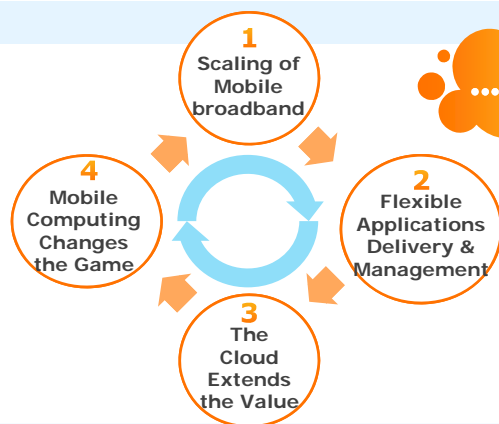 1
Scaling of
Mobile
broadband
2
Flexible
Applications
Delivery &
Management
3
The
Cloud
Extends
the Value
4
Mobile
Computing
Changes
the Game